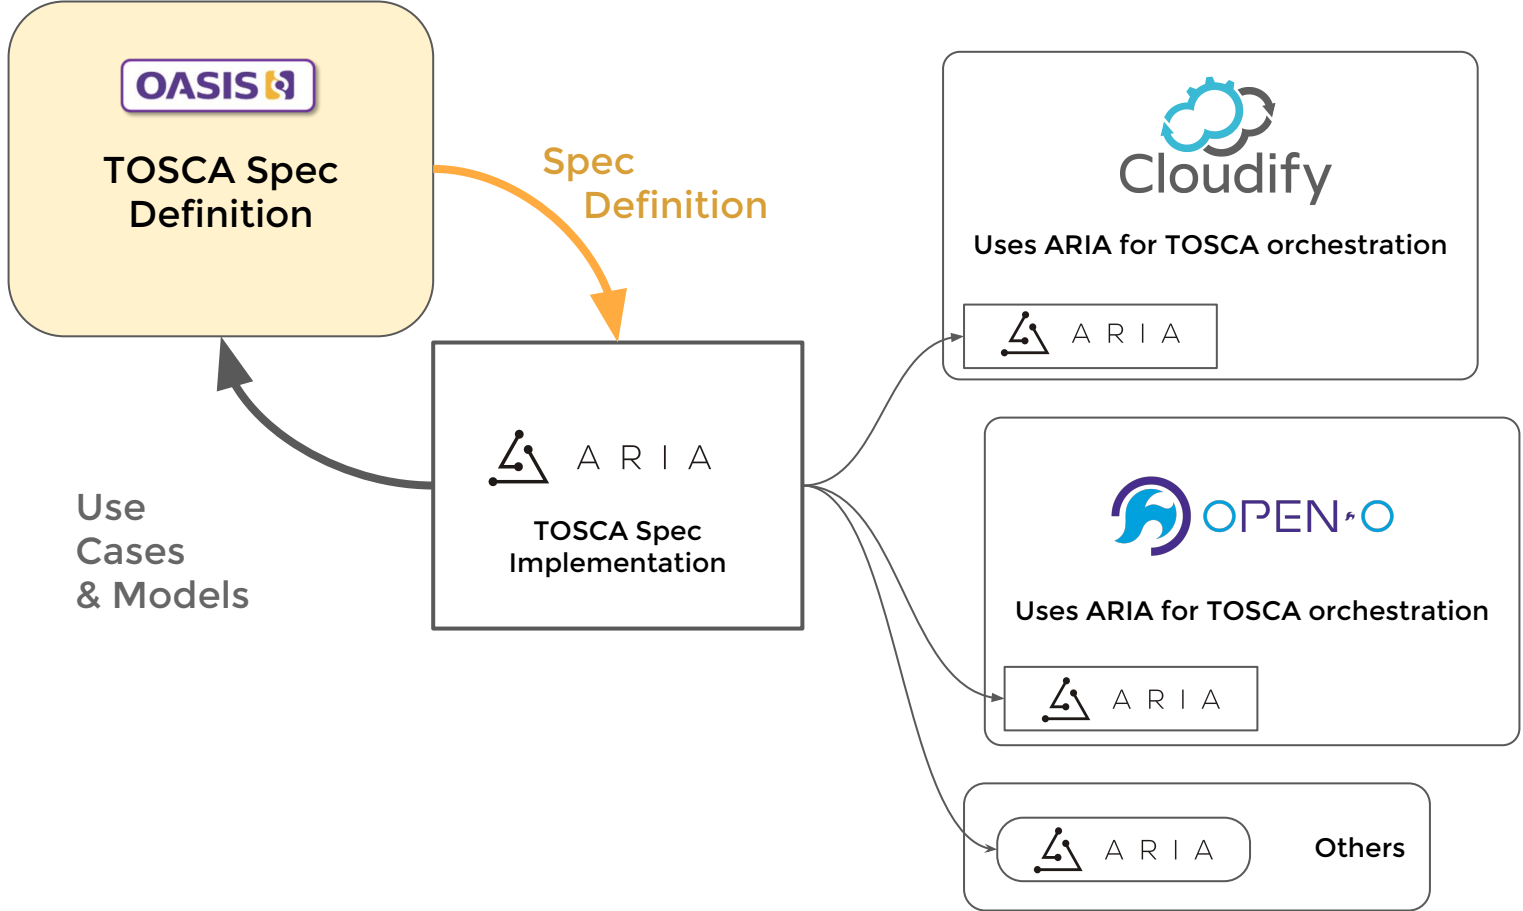 OASIS
TOSCA Spec
Definition
Spec
Definition
Use
Cases
& Models
ARIA
TOSCA Spec
Implementation
Cloudify
Uses ARIA for TOSCA orchestration
ARIA
OPEN-O
Uses ARIA for TOSCA orchestration
ARIA
ARIA
Others